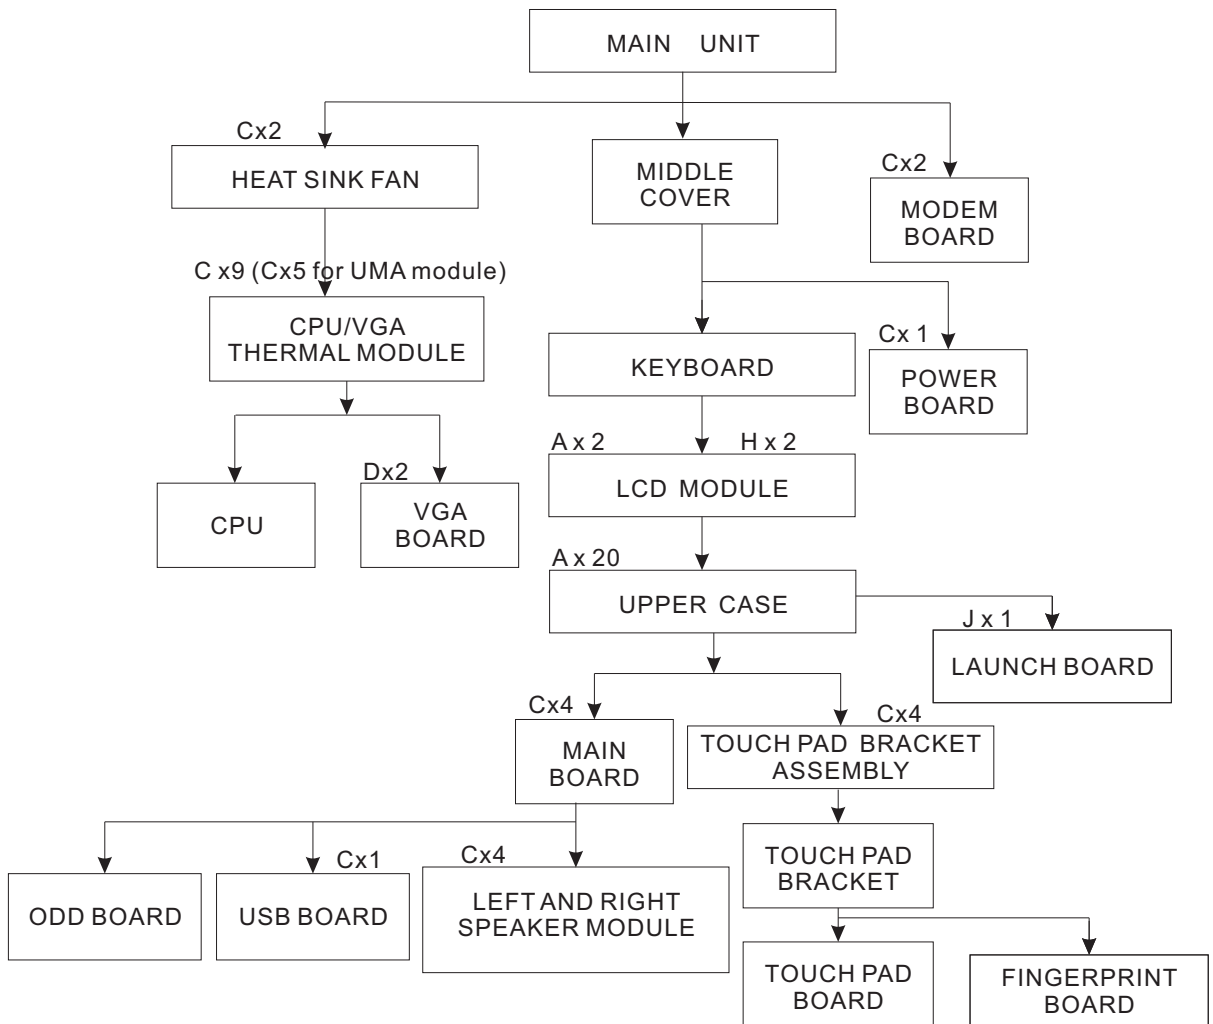 MAIN UNIT
Cx2
HEAT SINK FAN
MIDDLE
COVER
Cx2
MODEM
BOARD
C x9 (Cx5 for UMA module)
CPU/VGA
THERMAL MODULE
KEYBOARD
Cx 1
POWER
BOARD
A x 2
H x 2
LCD MODULE
CPU
Dx2
VGA
BOARD
A x 20
UPPER CASE
J x 1
LAUNCH BOARD
Cx4
MAIN
BOARD
Cx4
TOUCH PAD BRACKET
ASSEMBLY
ODD BOARD
Cx1
USB BOARD
Cx4
LEFT AND RIGHT
SPEAKER MODULE
TOUCH PAD
BRACKET
TOUCH PAD
BOARD
FINGERPRINT
BOARD